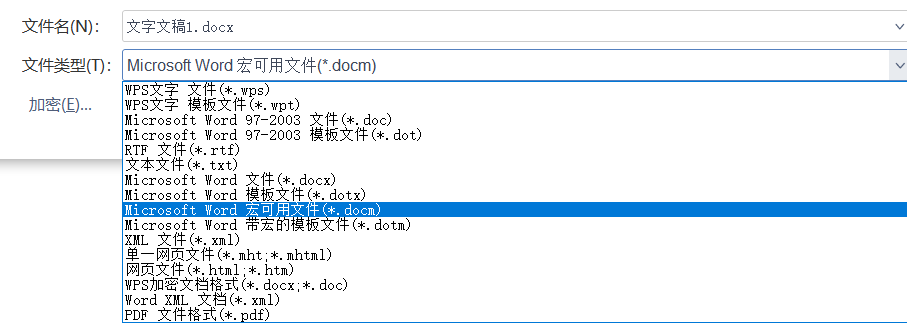 文件名(N):
文字文稿1.docx
文件类型(T):
Microsoft Word 宏可用文件(*.docm)
加密(E)...
WPS文字 文件(*.wps)
WPS文字 模板文件(*.wpt)
Microsoft Word 97-2003 文件(*.doc)
Microsoft Word 97-2003 模板文件(*.dot)
RTF 文件(*.rtf)
文本文件(*.txt)
Microsoft Word 文件(*.docx)
Microsoft Word 模板文件(*.dotx)
Microsoft Word 宏可用文件(*.docm)
Microsoft Word 带宏的模板文件(*.dotm)
XML 文件(*.xml)
单一网页文件(*.mht;*.mhtml)
网页文件(*.html;*.htm)
WPS加密文档格式(*.docx;*.doc)
Word XML 文档(*.xml)
PDF 文件格式(*.pdf)